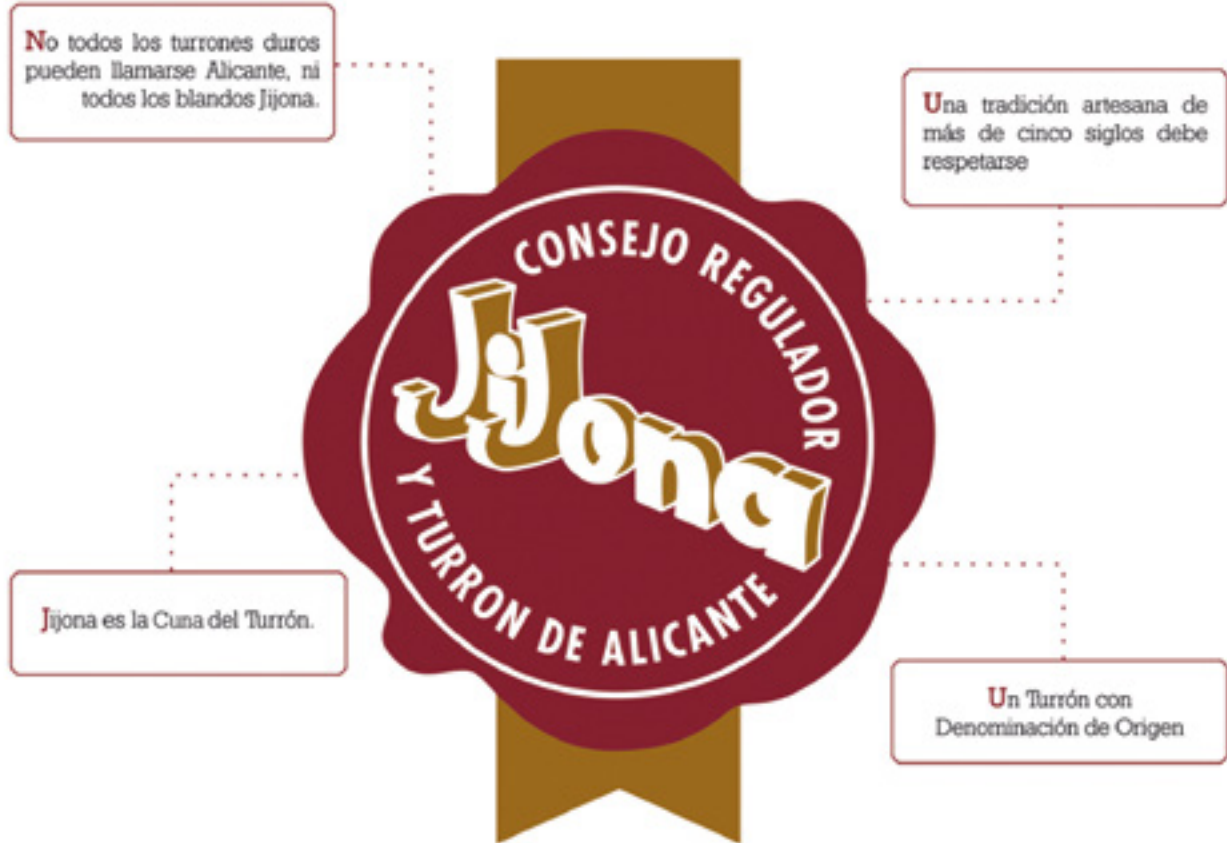 No todos los turrones duros
pueden llamarse Alicante, ni
todos los blandos Jijona.
Una tradición artesana de
más de cinco siglos debe
respetarse
CONSEJO REGULADOR
Jijona
Y TURRON DE ALICANTE
Jijona es la Cuna del Turrón.
Un Turrón con
Denominación de Origen